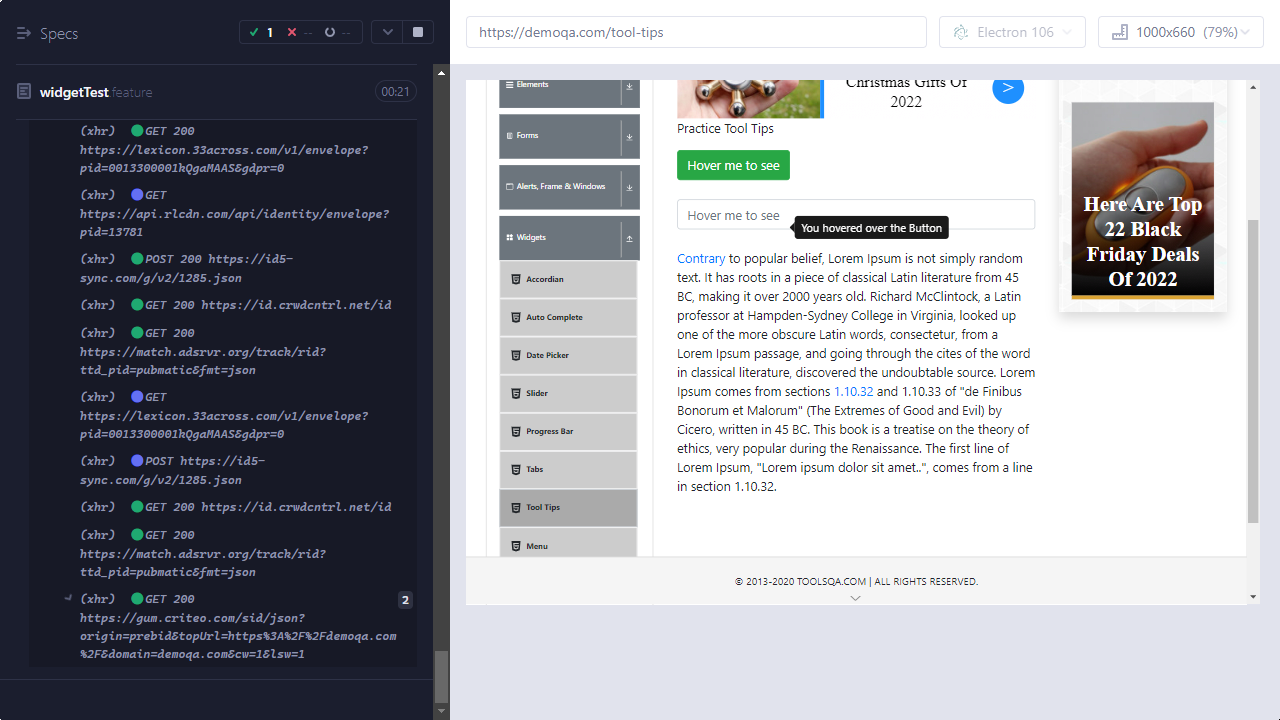 Specs
1
--
--
widgetTest feature
00:21
(xhr) GET 200
https://lexicon.33across.com/v1/envelope?
pid=0013300001kQgaMAAS&gdpr=0
(xhr) GET
https://api.rlcdn.com/api/identity/envelope?
pid=13781
(xhr) POST 200 https://id5-
sync.com/g/v2/1285.json
(xhr) GET 200 https://id.crwdcntrl.net/id
(xhr) GET 200
https://match.adsrvr.org/track/rid?
ttd_pid=pubmatic&fmt=json
(xhr) GET
https://lexicon.33across.com/v1/envelope?
pid=0013300001kQgaMAAS&gdpr=0
(xhr) POST https://id5-
sync.com/g/v2/1285.json
(xhr) GET 200 https://id.crwdcntrl.net/id
(xhr) GET 200
https://match.adsrvr.org/track/rid?
ttd_pid=pubmatic&fmt=json
(xhr) GET 200
2
https://gum.criteo.com/sid/json?
origin=prebid&topUrl=https%3A%2F%2Fdemoqa.com
%2F&domain=demoqa.com&cw=1&lsw=1
https://demoqa.com/tool-tips
Electron 106
1000x660 (79%)
Elements
Forms
Alerts, Frame & Windows
Widgets
Accordian
Auto Complete
Date Picker
Slider
Progress Bar
Tabs
Tool Tips
Menu
Christmas Gifts Of
2022
>
Practice Tool Tips
Hover me to see
Hover me to see
You hovered over the Button
Contrary to popular belief, Lorem Ipsum is not simply random
text. It has roots in a piece of classical Latin literature from 45
BC, making it over 2000 years old. Richard McClintock, a Latin
professor at Hampden-Sydney College in Virginia, looked up
one of the more obscure Latin words, consectetur, from a
Lorem Ipsum passage, and going through the cites of the word
in classical literature, discovered the undoubtable source. Lorem
Ipsum comes from sections 1.10.32 and 1.10.33 of "de Finibus
Bonorum et Malorum" (The Extremes of Good and Evil) by
Cicero, written in 45 BC. This book is a treatise on the theory of
ethics, very popular during the Renaissance. The first line of
Lorem Ipsum, "Lorem ipsum dolor sit amet..", comes from a line
in section 1.10.32.
Here Are Top
22 Black
Friday Deals
Of 2022
© 2013-2020 TOOLSQA.COM | ALL RIGHTS RESERVED.